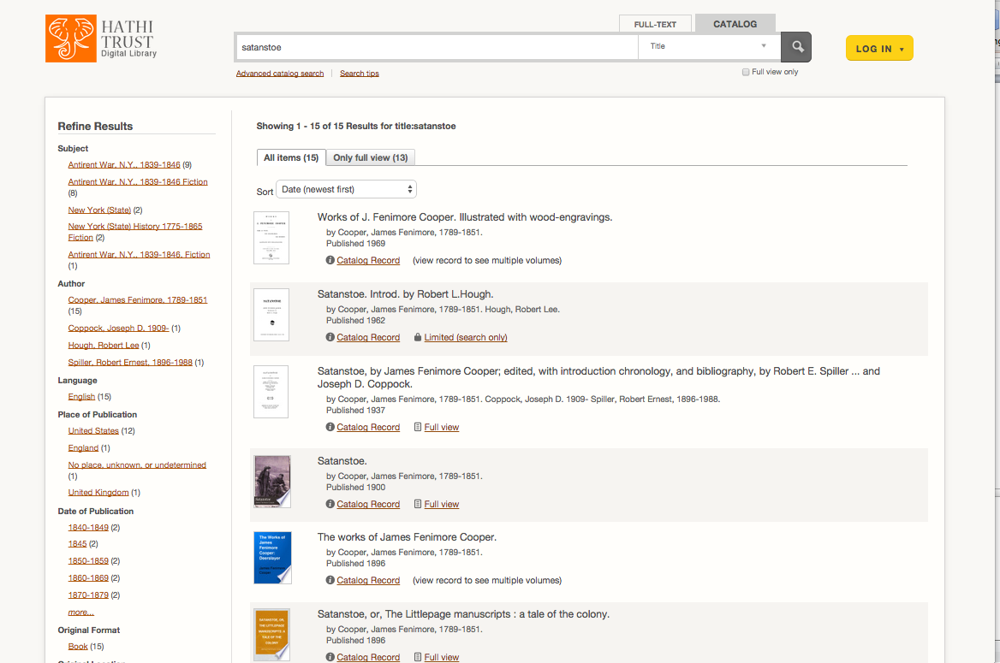 HATHI
TRUST
Digital Library
FULL-TEXT
CATALOG
satanstoe
Title
LOG IN
Advanced catalog search
Search tips
Full view only
Refine Results
Subject
Antirent War, N.Y., 1839-1846 (9)
Antirent War, N.Y., 1839-1846 Fiction
(8)
New York (State) (2)
New York (State) History 1775-1865
Fiction (2)
Antirent War, N.Y., 1839-1846. Fiction
(1)
Author
Cooper, James Fenimore, 1789-1851
(15)
Coppock, Joseph D. 1909- (1)
Hough, Robert Lee (1)
Spiller, Robert Ernest, 1896-1988 (1)
Language
English (15)
Place of Publication
United States (12)
England (1)
No place, unknown, or undetermined
(1)
United Kingdom (1)
Date of Publication
1840-1849 (2)
1845 (2)
1850-1859 (2)
1860-1869 (2)
1870-1879 (2)
more...
Original Format
Book (15)
Showing 1 - 15 of 15 Results for title:satanstoe
All items (15)
Only full view (13)
Sort
Date (newest first)
Works of J. Fenimore Cooper. Illustrated with wood-engravings.
by Cooper, James Fenimore, 1789-1851.
Published 1969
Catalog Record (view record to see multiple volumes)
Satanstoe. Introd. by Robert L.Hough.
by Cooper, James Fenimore, 1789-1851. Hough, Robert Lee.
Published 1962
Catalog Record Limited (search only)
Satanstoe, by James Fenimore Cooper; edited, with introduction chronology, and bibliography, by Robert E. Spiller ... and
Joseph D. Coppock.
by Cooper, James Fenimore, 1789-1851. Coppock, Joseph D. 1909- Spiller, Robert Ernest, 1896-1988.
Published 1937
Catalog Record Full view
Satanstoe
Satanstoe.
by Cooper, James Fenimore, 1789-1851.
Published 1900
Catalog Record Full view
The Works of
James
Fenimore
Cooper:
Deerslayer
James Fenimore
Cooper
The works of James Fenimore Cooper.
by Cooper, James Fenimore, 1789-1851.
Published 1896
Catalog Record (view record to see multiple volumes)
SATANSTOE, OR,
THE LITTLEPAGE
MANUSCRIPTS : A
TALE OF THE
COLONY
Satanstoe, or, The Littlepage manuscripts : a tale of the colony.
by Cooper, James Fenimore, 1789-1851.
Published 1896
Catalog Record Full view